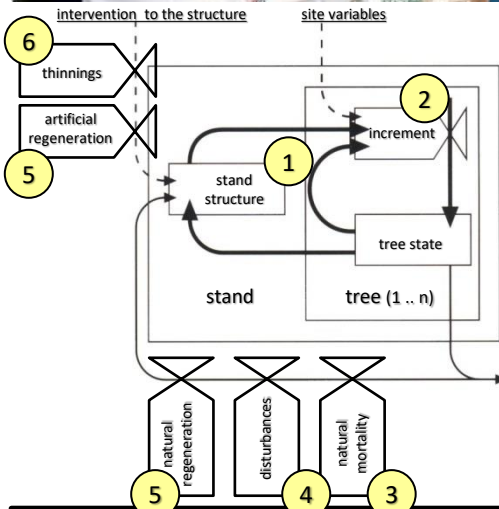 intervention to the structure
site variables
6
thinnings
2
artificial
regeneration
increment
5
1
stand
structure
tree state
stand
tree (1 .. n)
natural
regeneration
disturbances
natural
mortality
5
4
3